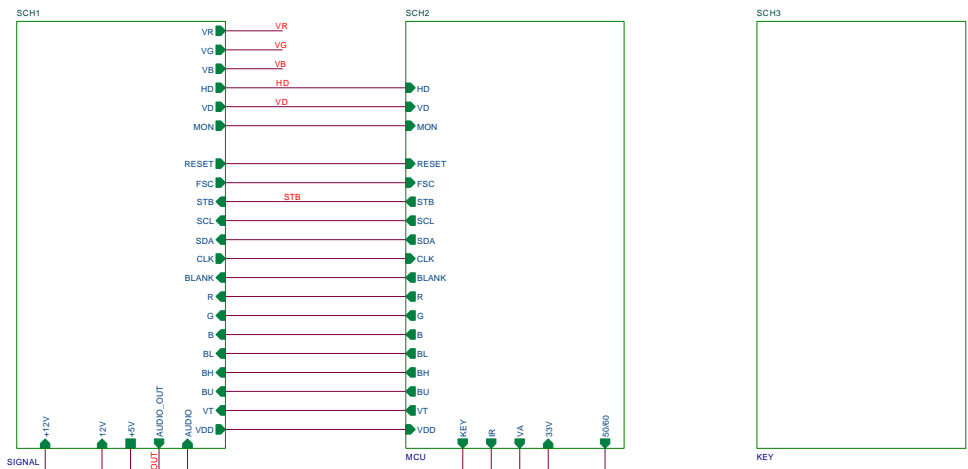 SCH1
SCH2
SCH3
VR VR
VG VG
VB VB
HD HD HD
VD VD VD
MON MON
RESET RESET
FSC FSC
STB STB STB
SCL SCL
SDA SDA
CLK CLK
BLANK BLANK
R R
G G
B B
BL BL
BH BH
BU BU
VT VT
VDD VDD
+12V
12V
+5V
AUDIO_OUT
AUDIO
KEY
IR
VA
33V
50/60
OUT
SIGNAL
MCU
KEY